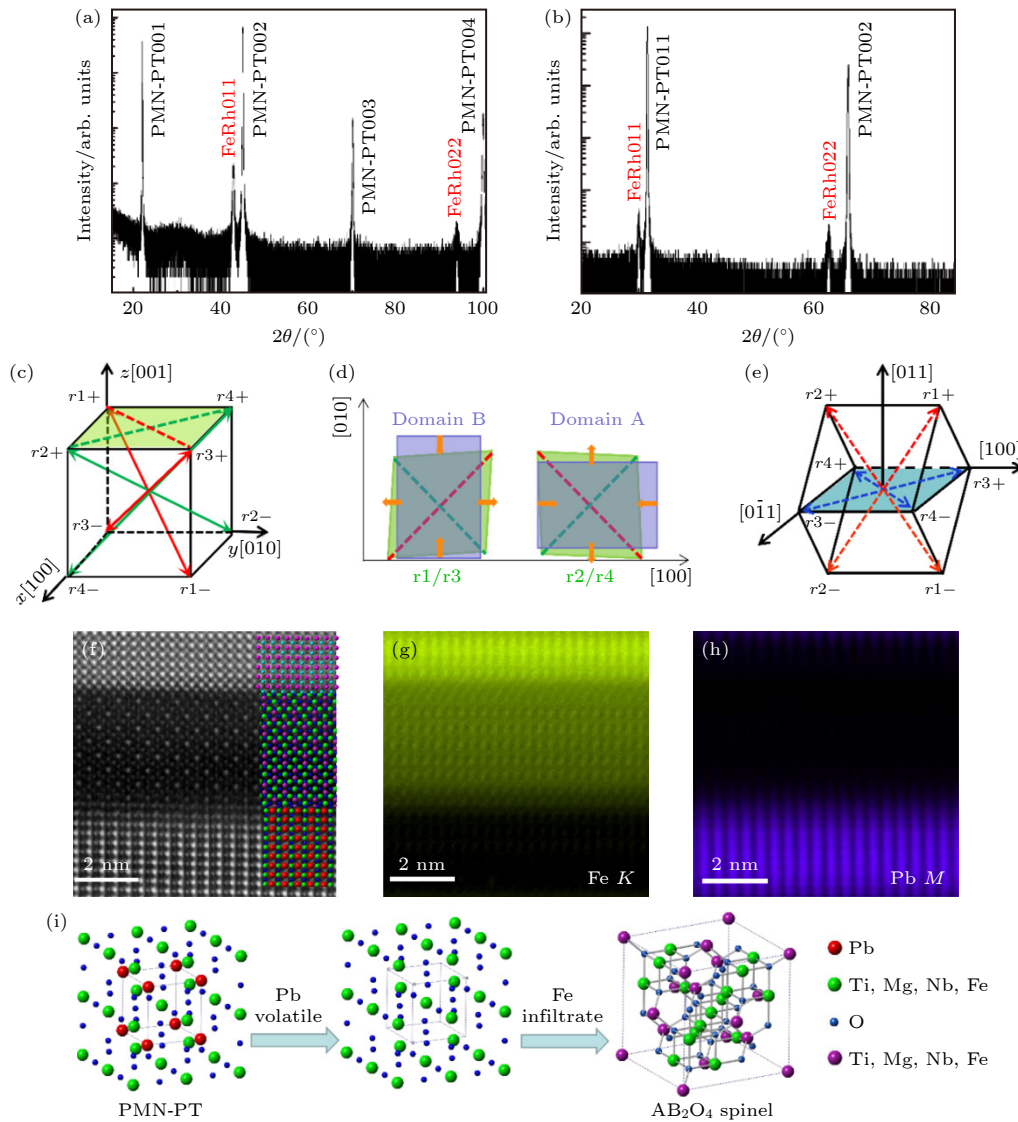 (a)
Intensity/arb. units
PMN-PT001
FeRh011
PMN-PT002
PMN-PT003
FeRh022
PMN-PT004
20 40 60 80 100
2θ/(°)
(b)
Intensity/arb. units
FeRh011
PMN-PT011
FeRh022
PMN-PT002
20 40 60 80
2θ/(°)
(c)
z[001]
r1+
r4+
r2+
r3+
r3−
r2−
y[010]
x[100]
r4−
r1−
(d)
[010]
Domain B Domain A
r1/r3 r2/r4
[100]
(e)
[011]
r2+
r1+
r4+
[100]
r3+
[01̄1]
r3−
r4−
r2−
r1−
(f)
2 nm
(g)
2 nm
Fe K
(h)
2 nm
Pb M
(i)
Pb
volatile
Fe
infiltrate
PMN-PT
AB₂O₄ spinel
Pb
Ti, Mg, Nb, Fe
O
Ti, Mg, Nb, Fe